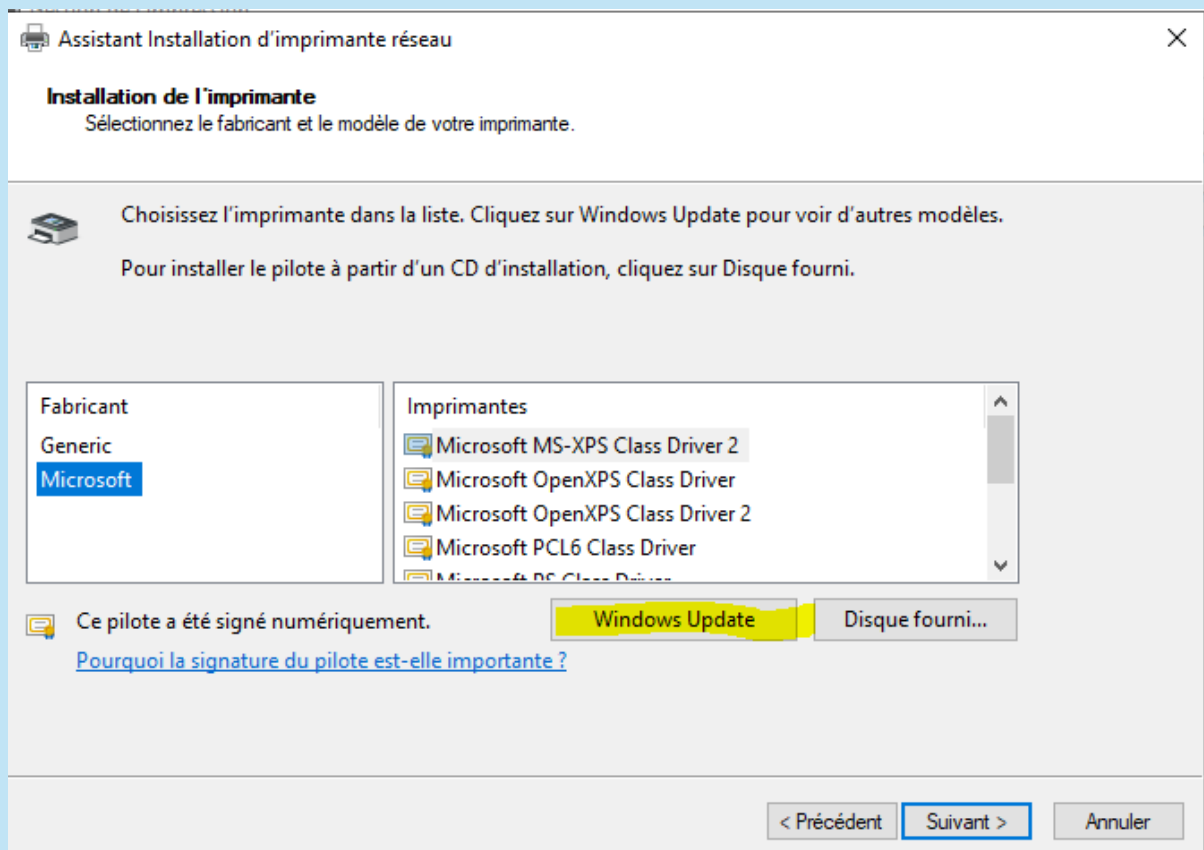 Assistant Installation d'imprimante réseau
Installation de l'imprimante
Sélectionnez le fabricant et le modèle de votre imprimante.
Choisissez l'imprimante dans la liste. Cliquez sur Windows Update pour voir d'autres modèles.
Pour installer le pilote à partir d'un CD d'installation, cliquez sur Disque fourni.
Fabricant
Generic
Microsoft
Imprimantes
Microsoft MS-XPS Class Driver 2
Microsoft OpenXPS Class Driver
Microsoft OpenXPS Class Driver 2
Microsoft PCL6 Class Driver
Microsoft PS Class Driver
Ce pilote a été signé numériquement.
Windows Update
Disque fourni...
Pourquoi la signature du pilote est-elle importante ?
< Précédent
Suivant >
Annuler